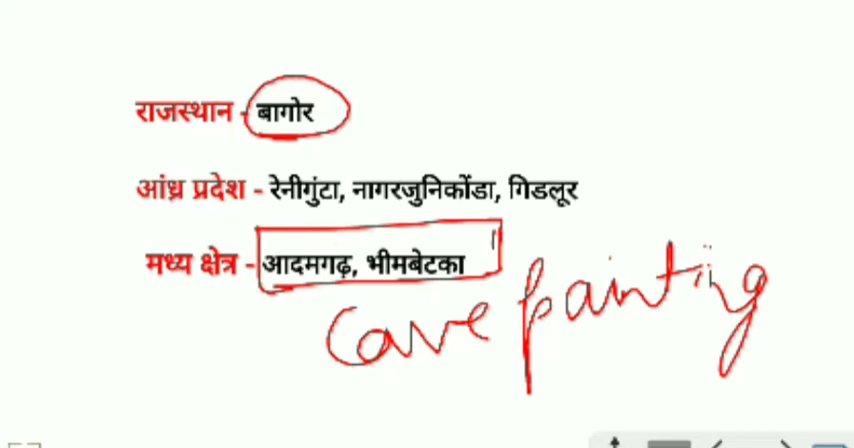 राजस्थान - बागोर
आंध्र प्रदेश - रेनीगुंटा, नागरजुनिकोंडा, गिडलूर
मध्य क्षेत्र - आदमगढ़, भीमबेटका
Cave painting